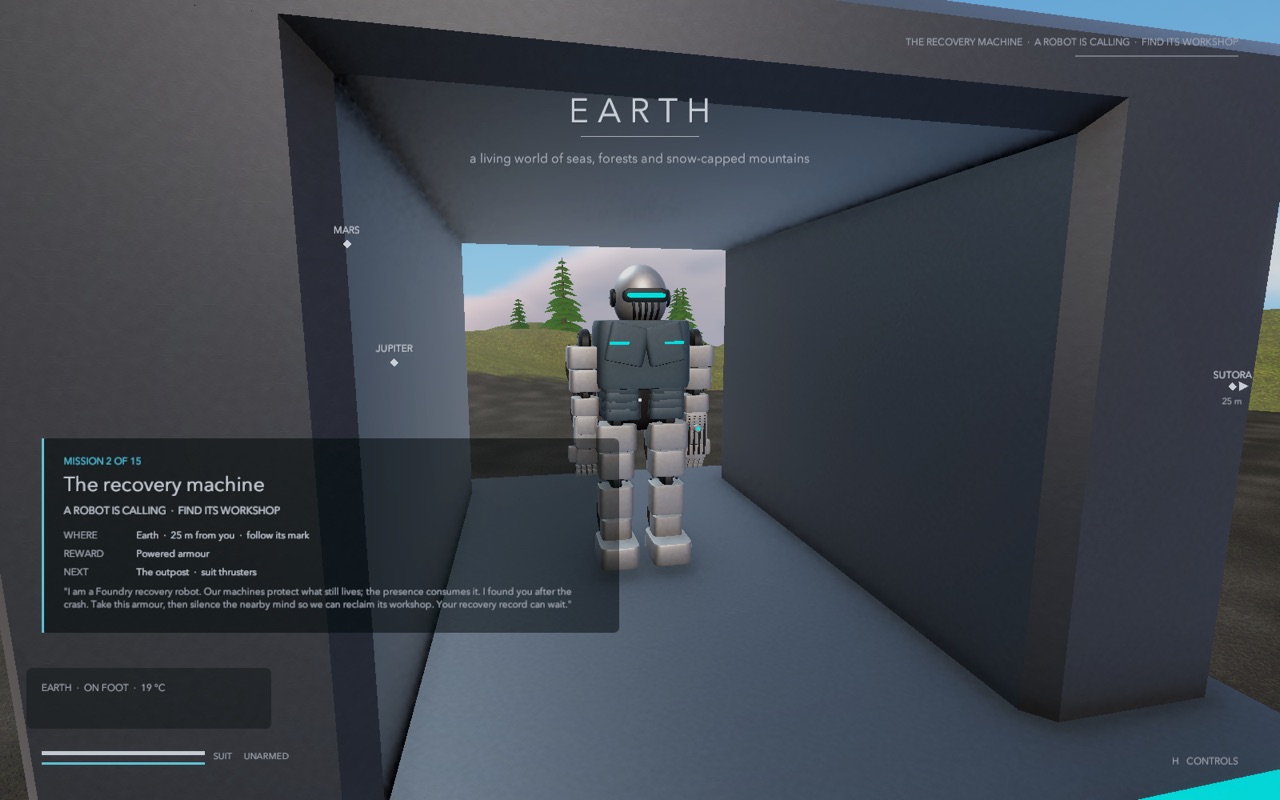 THE RECOVERY MACHINE · A ROBOT IS CALLING · FIND ITS WORKSHOP
EARTH
a living world of seas, forests and snow-capped mountains
MARS
JUPITER
SUTORA
25 m
MISSION 2 OF 15
The recovery machine
A ROBOT IS CALLING · FIND ITS WORKSHOP
WHERE Earth · 25 m from you · follow its mark
REWARD Powered armour
NEXT The outpost · suit thrusters
"I am a Foundry recovery robot. Our machines protect what still lives; the presence consumes it. I found you after the
crash. Take this armour, then silence the nearby mind so we can reclaim its workshop. Your recovery record can wait."
EARTH · ON FOOT · 19 °C
SUIT UNARMED
H CONTROLS